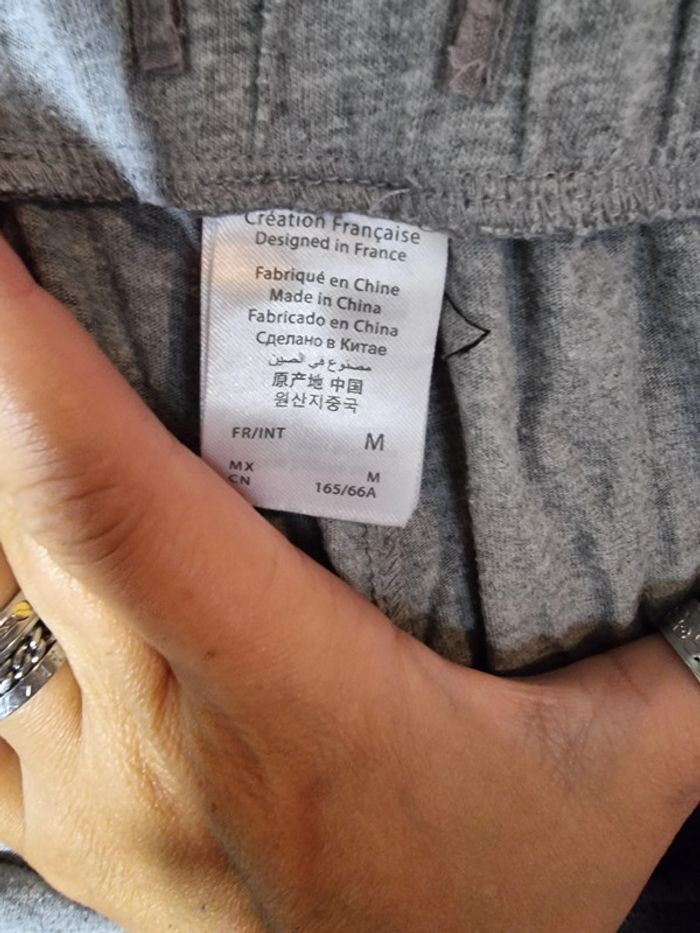 Création Française
Designed in France
Fabriqué en Chine
Made in China
Fabricado en China
Сделано в Китае
مصنوع في الصين
原产地 中国
원산지중국
FR/INT M
MX M
CN 165/66A